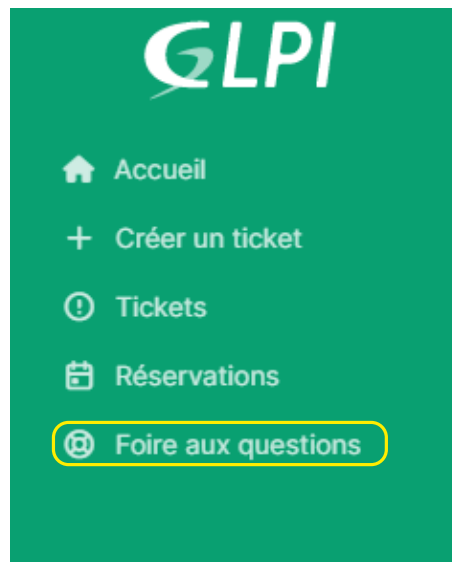 GLPI
Accueil
Créer un ticket
Tickets
Réservations
Foire aux questions